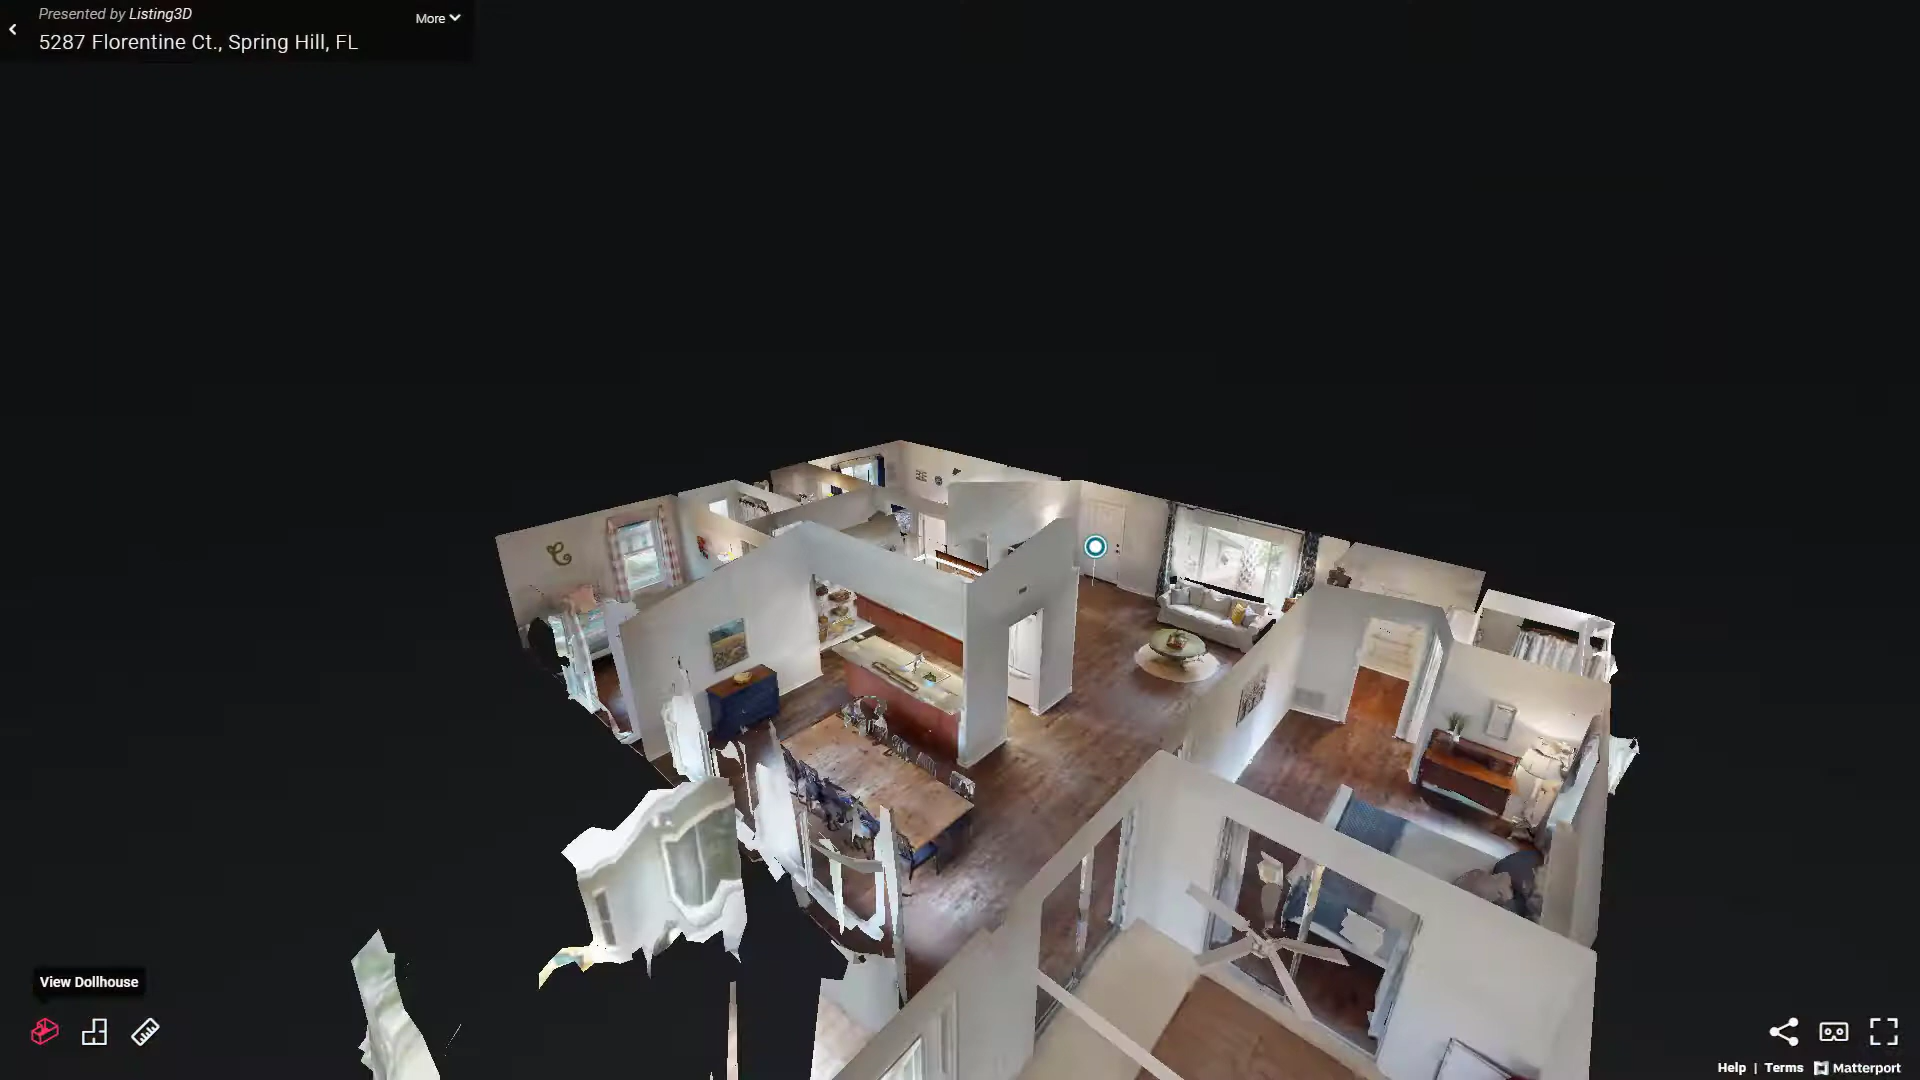 Presented by Listing3D
More
5287 Florentine Ct., Spring Hill, FL
View Dollhouse
Help | Terms Matterport